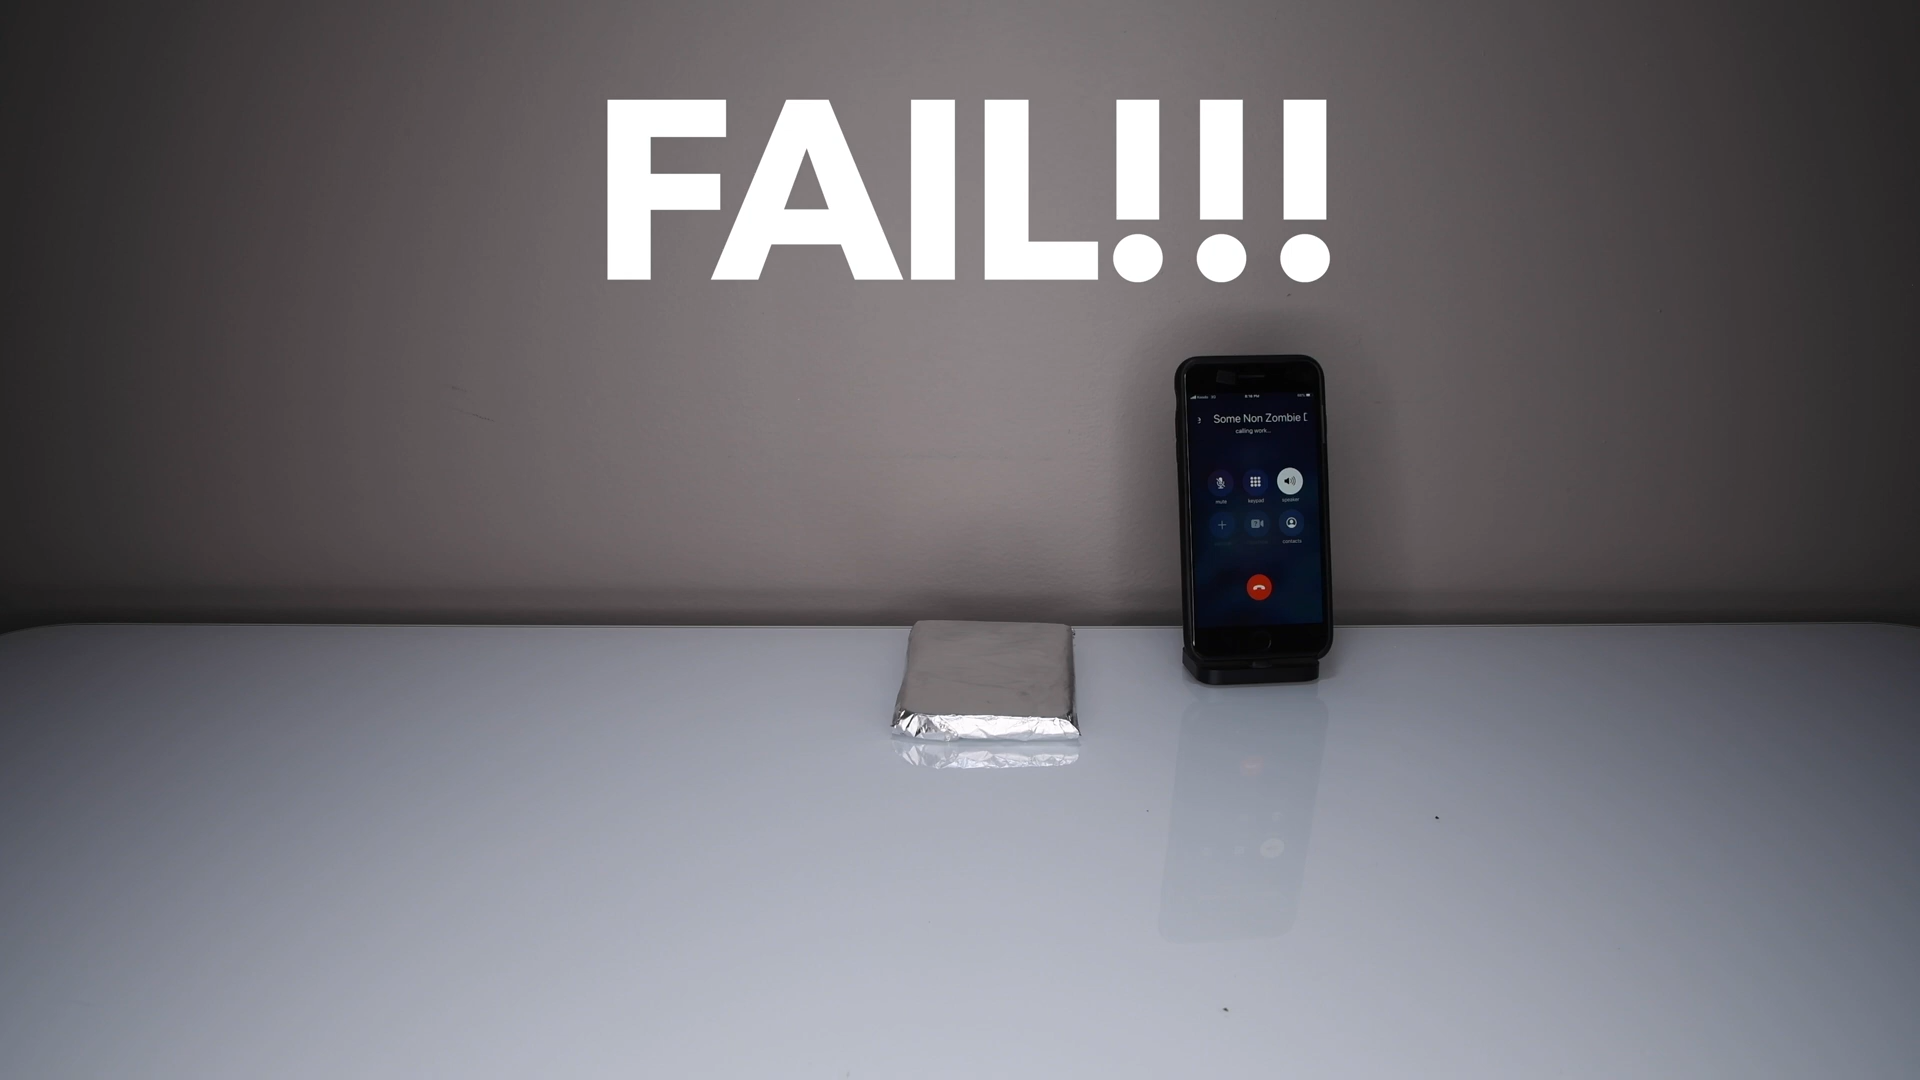 FAIL!!!
Some Non Zombie
calling work...
mute
keypad
speaker
contacts